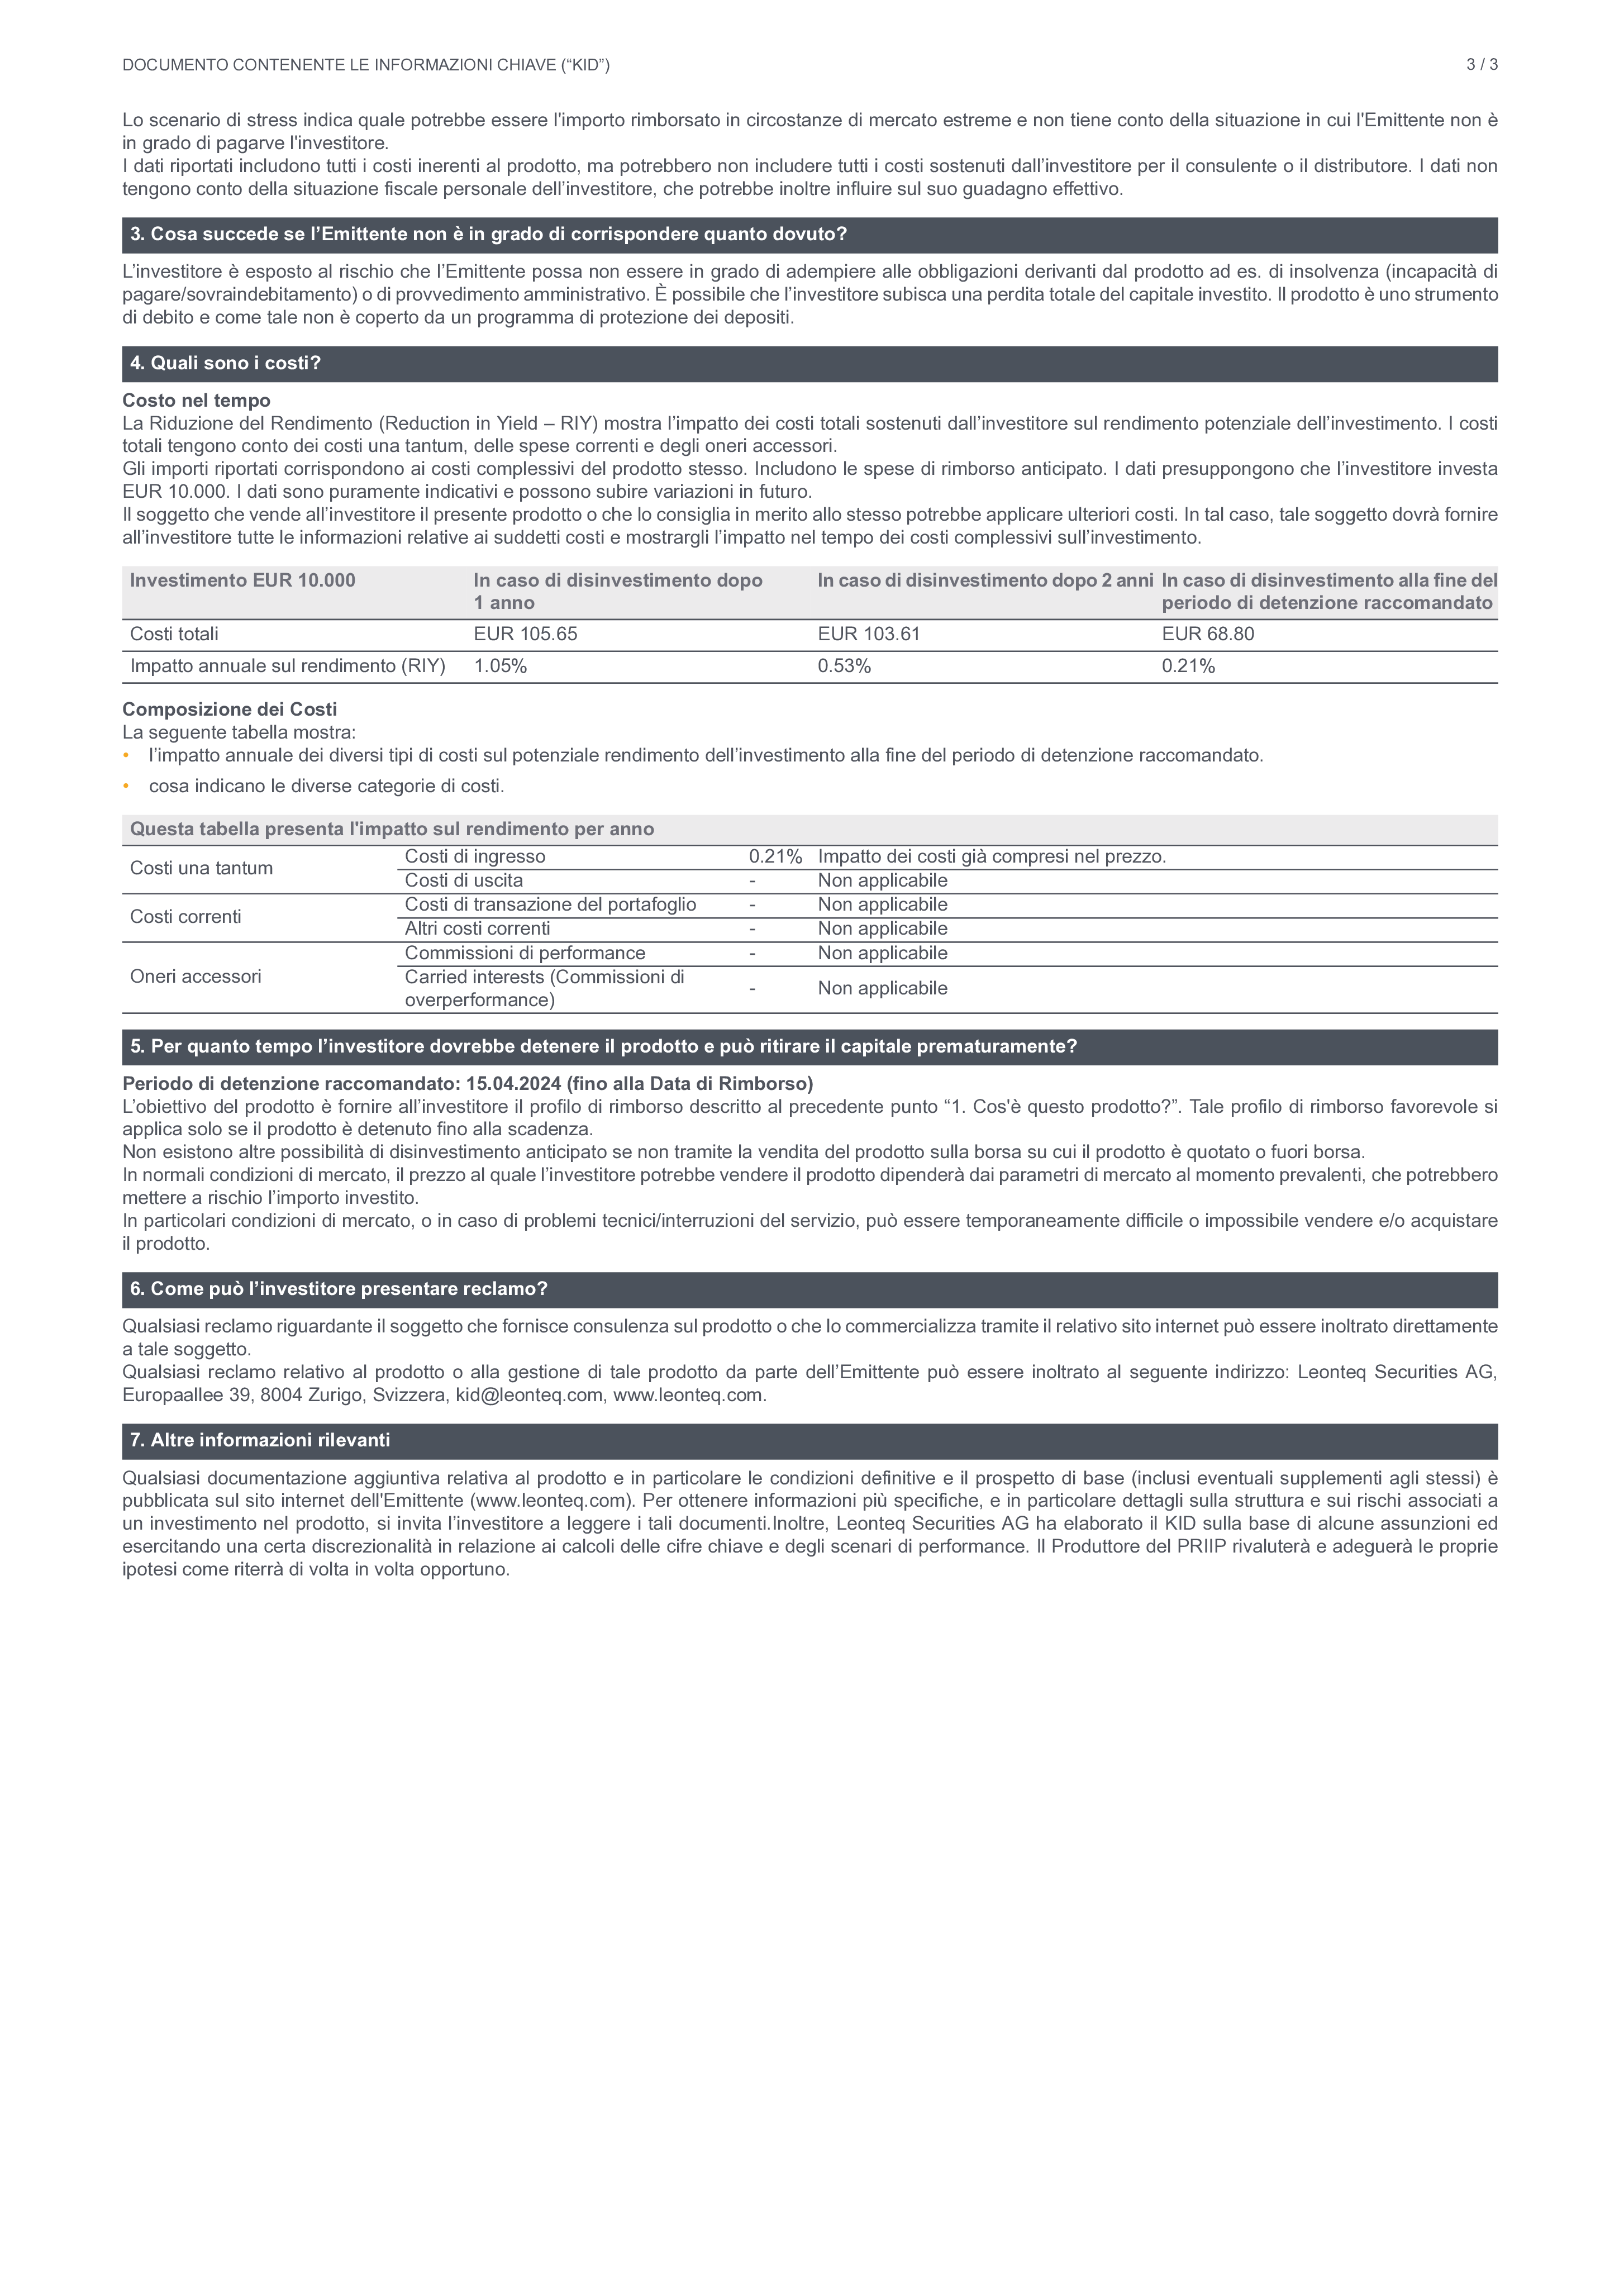 DOCUMENTO CONTENENTE LE INFORMAZIONI CHIAVE (“KID”) 3 / 3
Lo scenario di stress indica quale potrebbe essere l'importo rimborsato in circostanze di mercato estreme e non tiene conto della situazione in cui l'Emittente non è
in grado di pagarve l'investitore.
I dati riportati includono tutti i costi inerenti al prodotto, ma potrebbero non includere tutti i costi sostenuti dall’investitore per il consulente o il distributore. I dati non
tengono conto della situazione fiscale personale dell’investitore, che potrebbe inoltre influire sul suo guadagno effettivo.
3. Cosa succede se l’Emittente non è in grado di corrispondere quanto dovuto?
L’investitore è esposto al rischio che l’Emittente possa non essere in grado di adempiere alle obbligazioni derivanti dal prodotto ad es. di insolvenza (incapacità di
pagare/sovraindebitamento) o di provvedimento amministrativo. È possibile che l’investitore subisca una perdita totale del capitale investito. Il prodotto è uno strumento
di debito e come tale non è coperto da un programma di protezione dei depositi.
4. Quali sono i costi?
Costo nel tempo
La Riduzione del Rendimento (Reduction in Yield – RIY) mostra l’impatto dei costi totali sostenuti dall’investitore sul rendimento potenziale dell’investimento. I costi
totali tengono conto dei costi una tantum, delle spese correnti e degli oneri accessori.
Gli importi riportati corrispondono ai costi complessivi del prodotto stesso. Includono le spese di rimborso anticipato. I dati presuppongono che l’investitore investa
EUR 10.000. I dati sono puramente indicativi e possono subire variazioni in futuro.
Il soggetto che vende all’investitore il presente prodotto o che lo consiglia in merito allo stesso potrebbe applicare ulteriori costi. In tal caso, tale soggetto dovrà fornire
all’investitore tutte le informazioni relative ai suddetti costi e mostrargli l’impatto nel tempo dei costi complessivi sull’investimento.
Investimento EUR 10.000 In caso di disinvestimento dopo In caso di disinvestimento dopo 2 anni In caso di disinvestimento alla fine del
1 anno periodo di detenzione raccomandato
Costi totali EUR 105.65 EUR 103.61 EUR 68.80
Impatto annuale sul rendimento (RIY) 1.05% 0.53% 0.21%
Composizione dei Costi
La seguente tabella mostra:
• l’impatto annuale dei diversi tipi di costi sul potenziale rendimento dell’investimento alla fine del periodo di detenzione raccomandato.
• cosa indicano le diverse categorie di costi.
Questa tabella presenta l'impatto sul rendimento per anno
Costi una tantum
Costi di ingresso 0.21% Impatto dei costi già compresi nel prezzo.
Costi di uscita - Non applicabile
Costi correnti
Costi di transazione del portafoglio - Non applicabile
Altri costi correnti - Non applicabile
Oneri accessori
Commissioni di performance - Non applicabile
Carried interests (Commissioni di
overperformance) - Non applicabile
5. Per quanto tempo l’investitore dovrebbe detenere il prodotto e può ritirare il capitale prematuramente?
Periodo di detenzione raccomandato: 15.04.2024 (fino alla Data di Rimborso)
L’obiettivo del prodotto è fornire all’investitore il profilo di rimborso descritto al precedente punto “1. Cos'è questo prodotto?”. Tale profilo di rimborso favorevole si
applica solo se il prodotto è detenuto fino alla scadenza.
Non esistono altre possibilità di disinvestimento anticipato se non tramite la vendita del prodotto sulla borsa su cui il prodotto è quotato o fuori borsa.
In normali condizioni di mercato, il prezzo al quale l’investitore potrebbe vendere il prodotto dipenderà dai parametri di mercato al momento prevalenti, che potrebbero
mettere a rischio l’importo investito.
In particolari condizioni di mercato, o in caso di problemi tecnici/interruzioni del servizio, può essere temporaneamente difficile o impossibile vendere e/o acquistare
il prodotto.
6. Come può l’investitore presentare reclamo?
Qualsiasi reclamo riguardante il soggetto che fornisce consulenza sul prodotto o che lo commercializza tramite il relativo sito internet può essere inoltrato direttamente
a tale soggetto.
Qualsiasi reclamo relativo al prodotto o alla gestione di tale prodotto da parte dell’Emittente può essere inoltrato al seguente indirizzo: Leonteq Securities AG,
Europaallee 39, 8004 Zurigo, Svizzera, kid@leonteq.com, www.leonteq.com.
7. Altre informazioni rilevanti
Qualsiasi documentazione aggiuntiva relativa al prodotto e in particolare le condizioni definitive e il prospetto di base (inclusi eventuali supplementi agli stessi) è
pubblicata sul sito internet dell'Emittente (www.leonteq.com). Per ottenere informazioni più specifiche, e in particolare dettagli sulla struttura e sui rischi associati a
un investimento nel prodotto, si invita l’investitore a leggere i tali documenti.Inoltre, Leonteq Securities AG ha elaborato il KID sulla base di alcune assunzioni ed
esercitando una certa discrezionalità in relazione ai calcoli delle cifre chiave e degli scenari di performance. Il Produttore del PRIIP rivaluterà e adeguerà le proprie
ipotesi come riterrà di volta in volta opportuno.